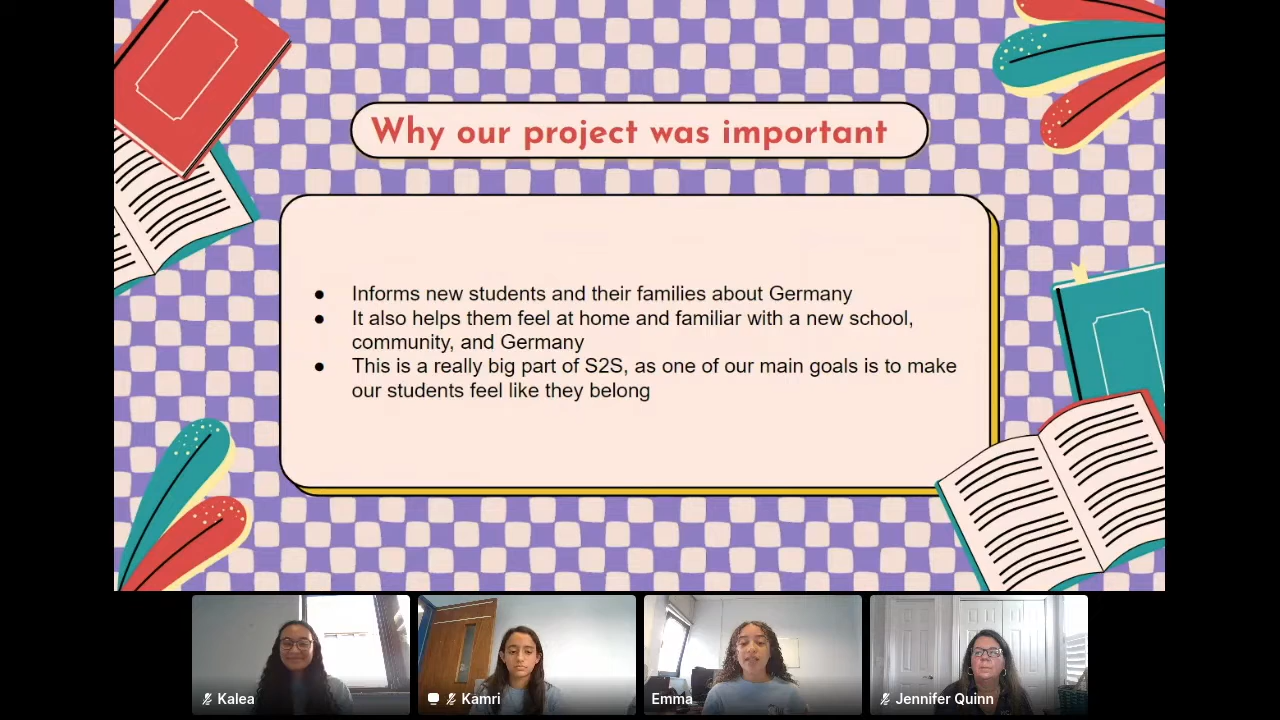 Why our project was important
● Informs new students and their families about Germany
● It also helps them feel at home and familiar with a new school,
community, and Germany
● This is a really big part of S2S, as one of our main goals is to make
our students feel like they belong
Kalea
Kamri
Emma
Jennifer Quinn